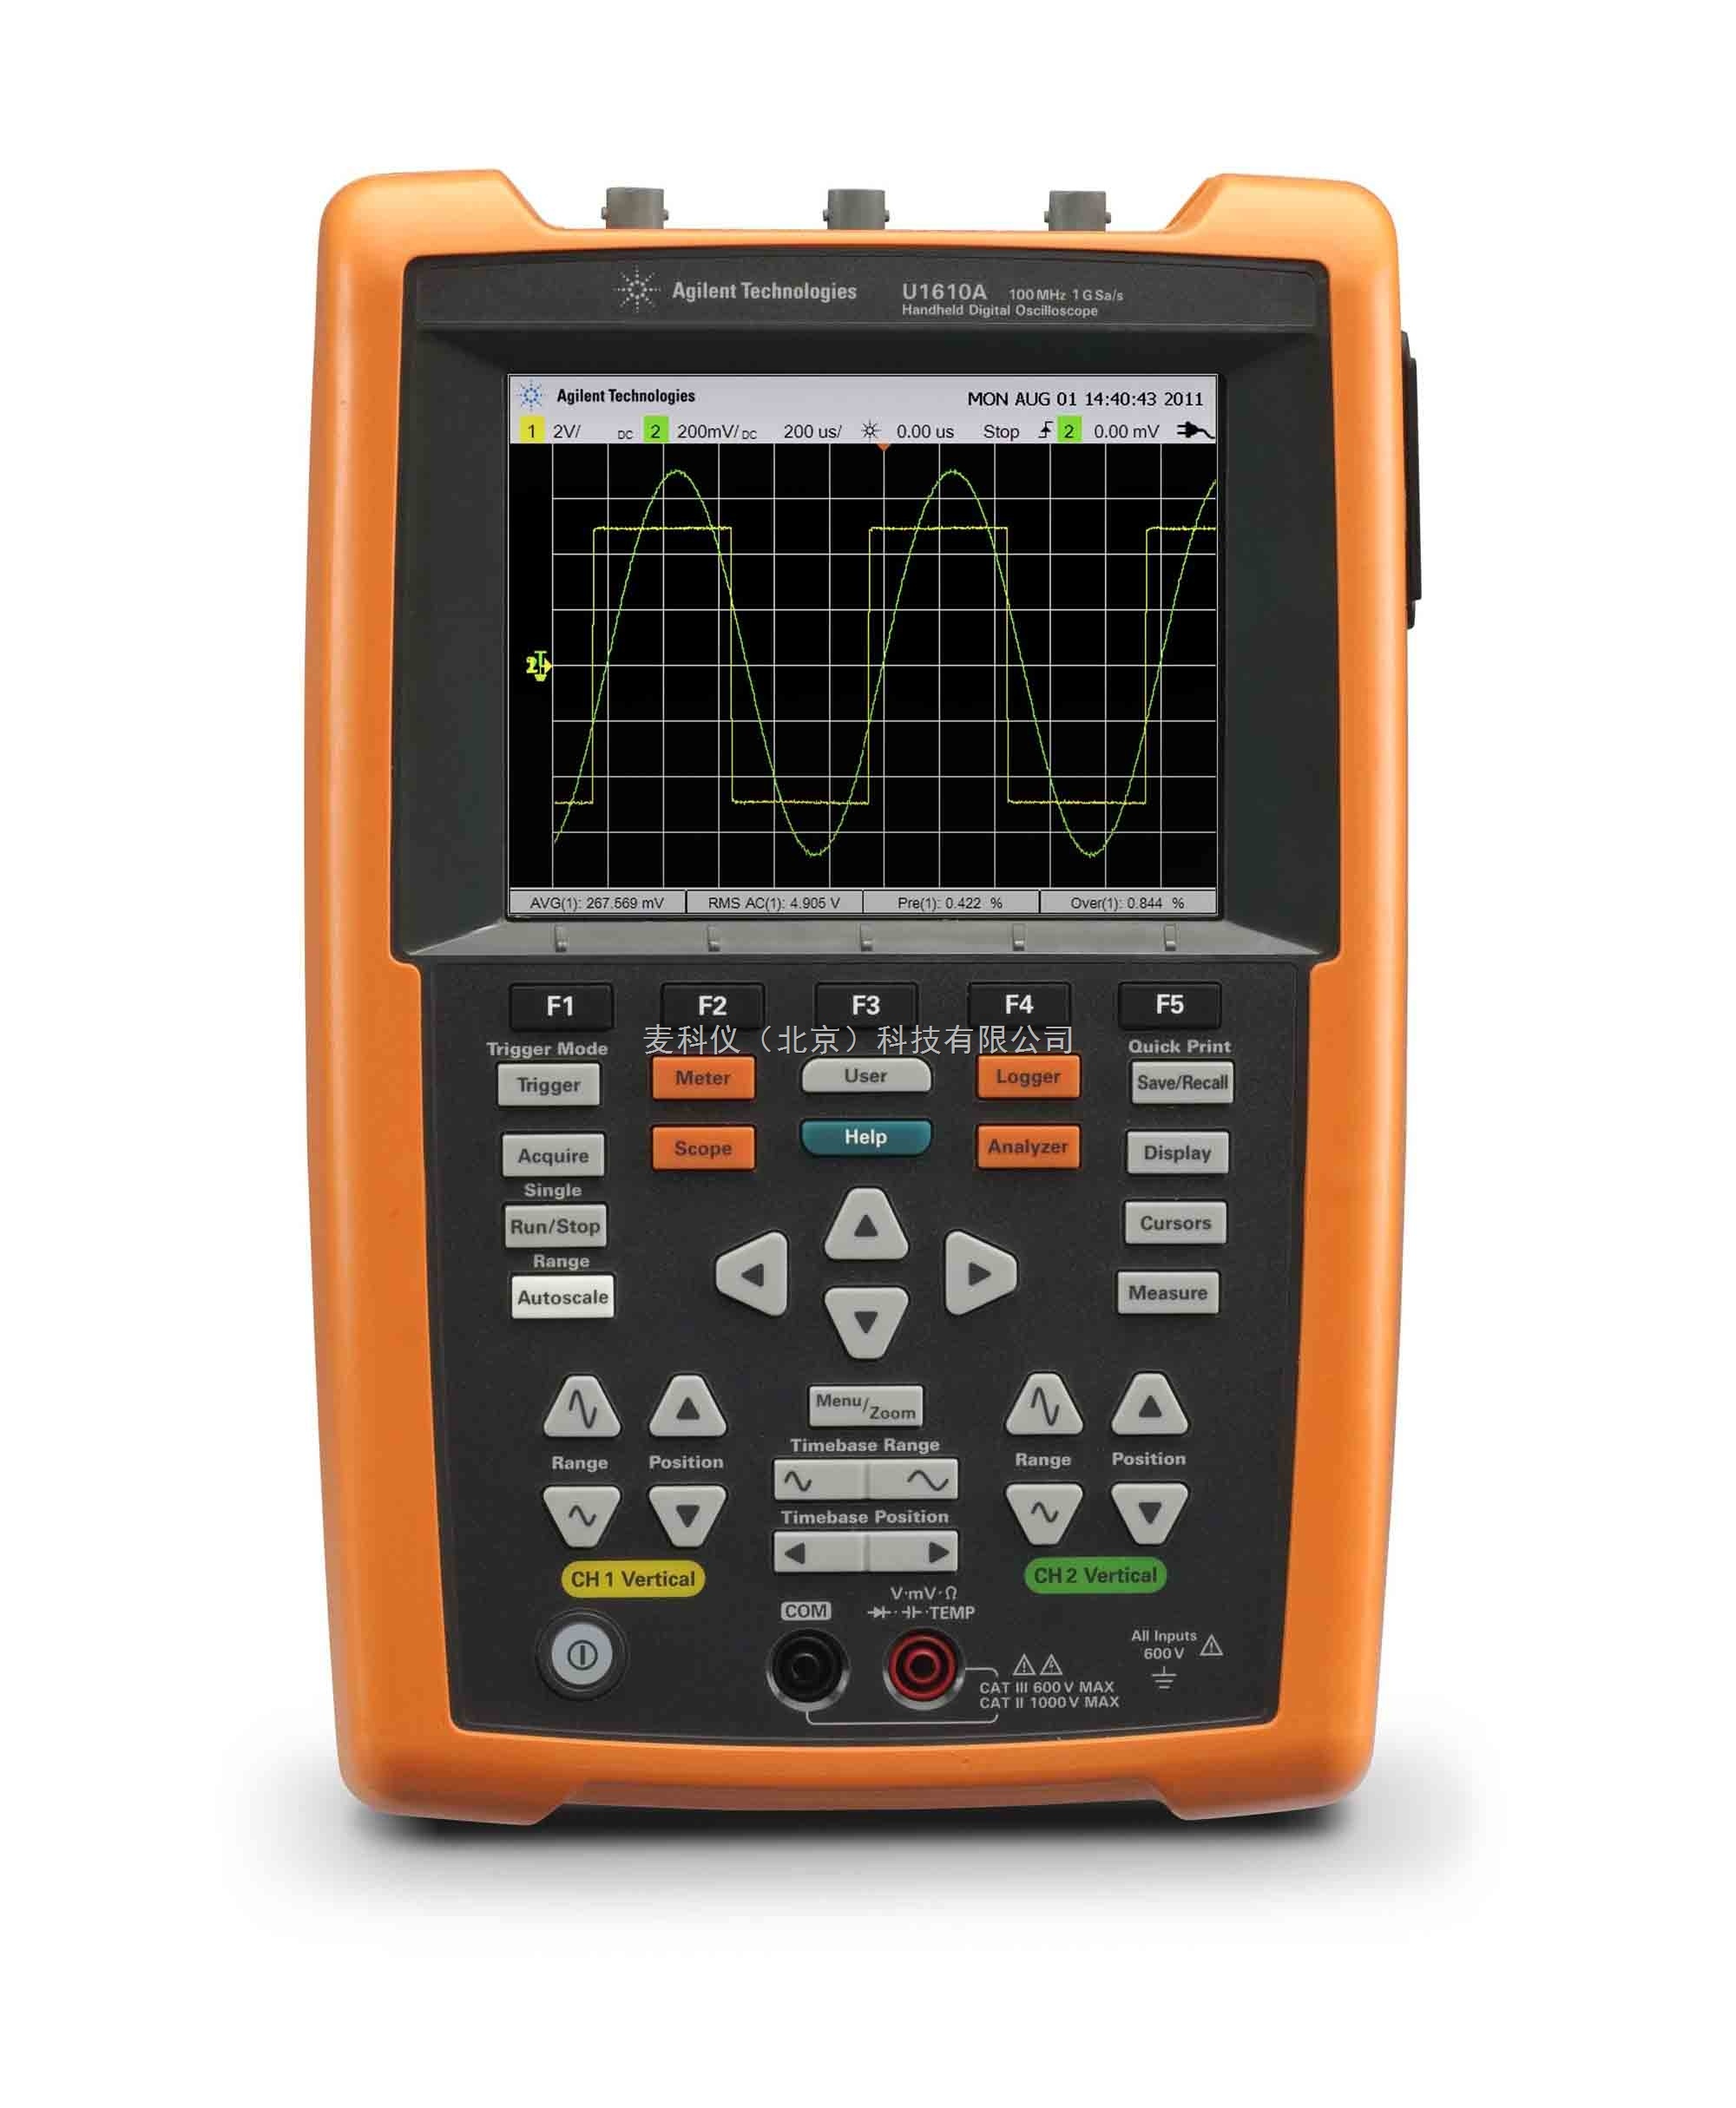 Agilent Technologies U1610A 100 MHz 1 GSa/s
Handheld Digital Oscilloscope
Agilent Technologies MON AUG 01 14:40:43 2011
1 2V/ DC 2 200mV/ DC 200 us/ 0.00 us Stop 2 0.00 mV
2
AVG(1): 267.569 mV RMS AC(1): 4.905 V Pre(1): 0.422 % Over(1): 0.844 %
F1 F2 F3 F4 F5
麦科仪（北京）科技有限公司
Trigger Mode Quick Print
Trigger Meter User Logger Save/Recall
Acquire Scope Help Analyzer Display
Single
Run/Stop Cursors
Range
Autoscale Measure
Menu/Zoom
Timebase Range
Range Position Range Position
Timebase Position
CH 1 Vertical CH 2 Vertical
V·mV·Ω
COM TEMP
All Inputs
600 V
CAT III 600 V MAX
CAT II 1000 V MAX